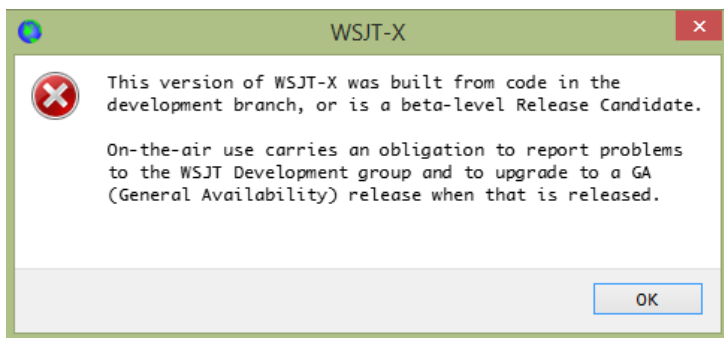 WSJT-X
This version of WSJT-X was built from code in the
development branch, or is a beta-level Release Candidate.
On-the-air use carries an obligation to report problems
to the WSJT Development group and to upgrade to a GA
(General Availability) release when that is released.
OK